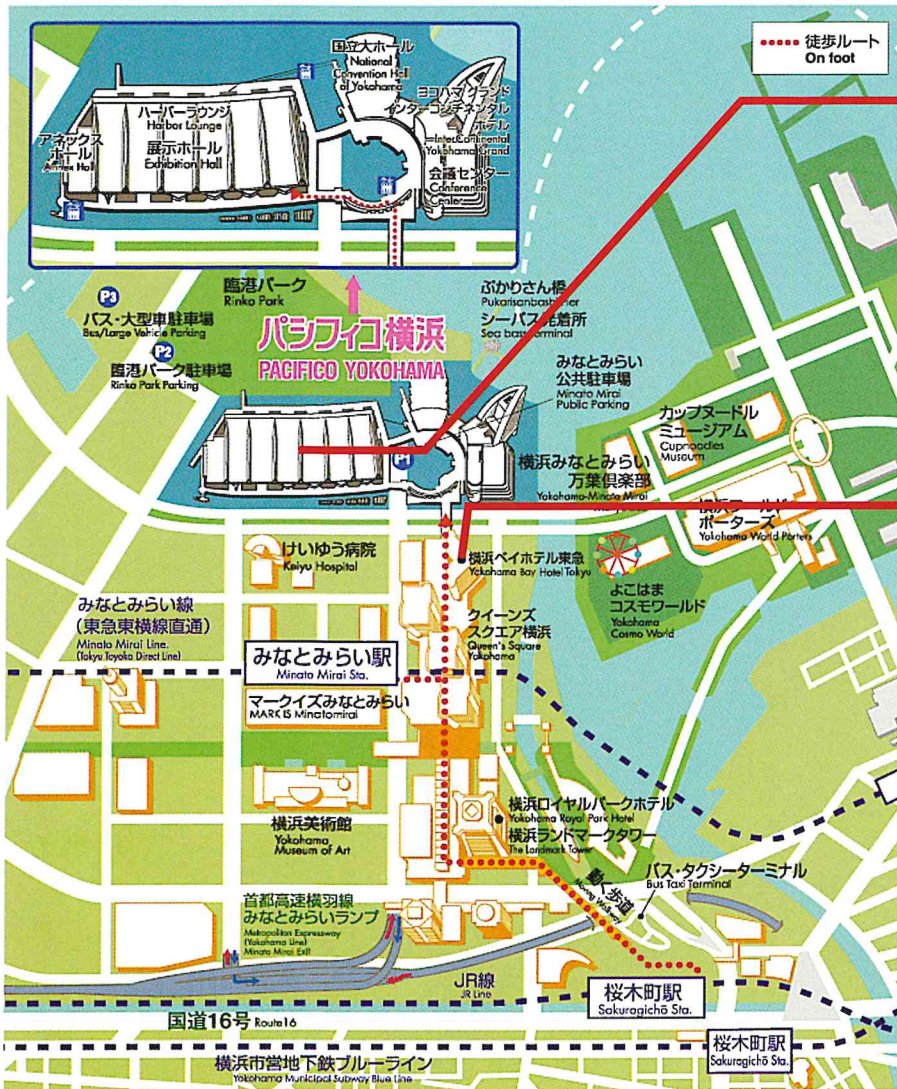 徒歩ルート
On foot
国立大ホール
National
Convention Hall
of Yokohama
ヨコハマ グランド
インターコンチネンタル
ホテル
InterContinental
Yokohama Grand
会議センター
Conference
Center
ハーバーラウンジ
Harbor Lounge
展示ホール
Exhibition Hall
アネックス
ホール
Annex Hall
臨港パーク
Rinko Park
P3
バス・大型車駐車場
Bus/Large Vehicle Parking
P2
臨港パーク駐車場
Rinko Park Parking
パシフィコ横浜
PACIFICO YOKOHAMA
ぷかりさん橋
シーバス発着所
みなとみらい
公共駐車場
Minato Mirai
Public Parking
P1
カップヌードル
ミュージアム
Cupnoodles
Museum
横浜みなとみらい
万葉倶楽部
Yokohama-Minato Mirai
横浜ワールド
ポーターズ
Yokohama World Porters
けいゆう病院
Keiyu Hospital
横浜ベイホテル東急
Yokohama Bay Hotel Tokyu
よこはま
コスモワールド
Yokohama
Cosmo World
みなとみらい線
(東急東横線直通)
Minato Mirai Line.
(Tokyu Toyoko Direct Line)
クイーンズ
スクエア横浜
Queen's Square
Yokohama
みなとみらい駅
Minato Mirai Sta.
マークイズみなとみらい
MARK IS Minatomirai
横浜美術館
Yokohama
Museum of Art
横浜ロイヤルパークホテル
Yokohama Royal Park Hotel
横浜ランドマークタワー
The Landmark Tower
動く歩道
Moving Walkway
バス・タクシーターミナル
Bus Taxi Terminal
首都高速横羽線
みなとみらいランプ
Metropolitan Expressway
(Yokohama Line)
Minato Mirai Exit
JR線
JR Line
桜木町駅
Sakuragichō Sta.
国道16号 Route16
桜木町駅
Sakuragichō Sta.
横浜市営地下鉄ブルーライン
Yokohama Municipal Subway Blue Line